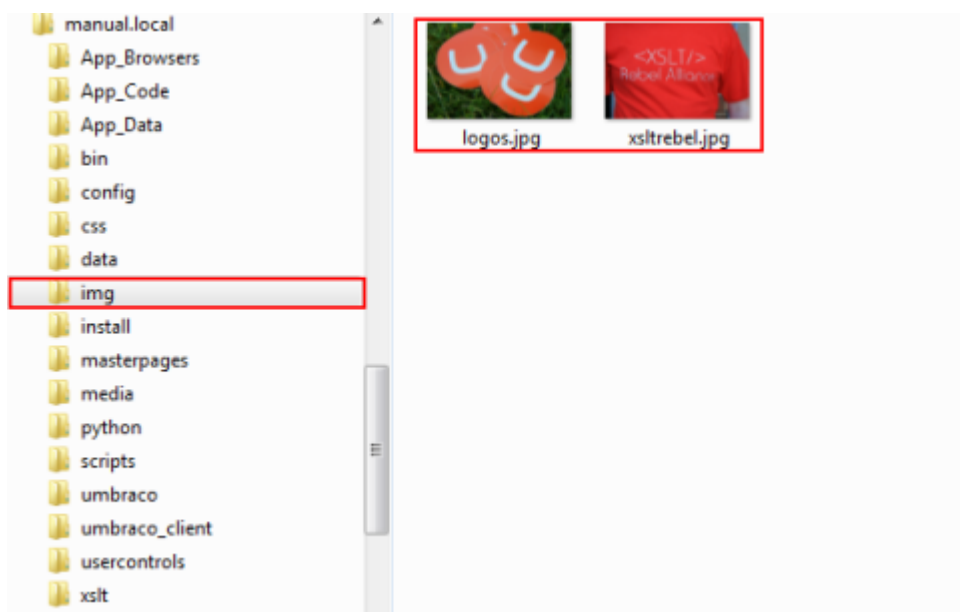 manual.local
App_Browsers
App_Code
App_Data
bin
config
css
data
img
install
masterpages
media
python
scripts
umbraco
umbraco_client
usercontrols
xslt
<XSLT/>
Rebel Alliance
logos.jpg
xsltrebel.jpg